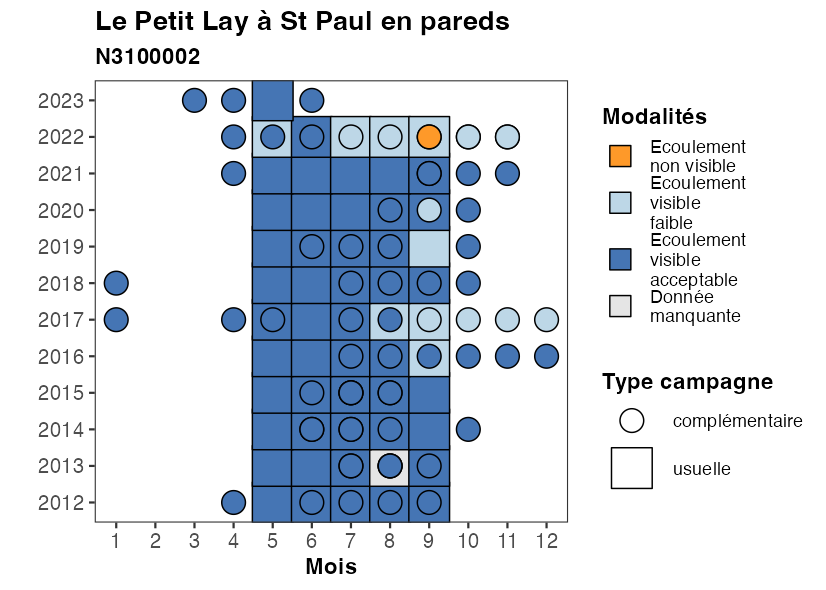 Le Petit Lay à St Paul en pareds
N3100002
2023
2022
2021
2020
2019
2018
2017
2016
2015
2014
2013
2012
1 2 3 4 5 6 7 8 9 10 11 12
Mois
Modalités
Ecoulement
non visible
Ecoulement
visible
faible
Ecoulement
visible
acceptable
Donnée
manquante
Type campagne
complémentaire
usuelle